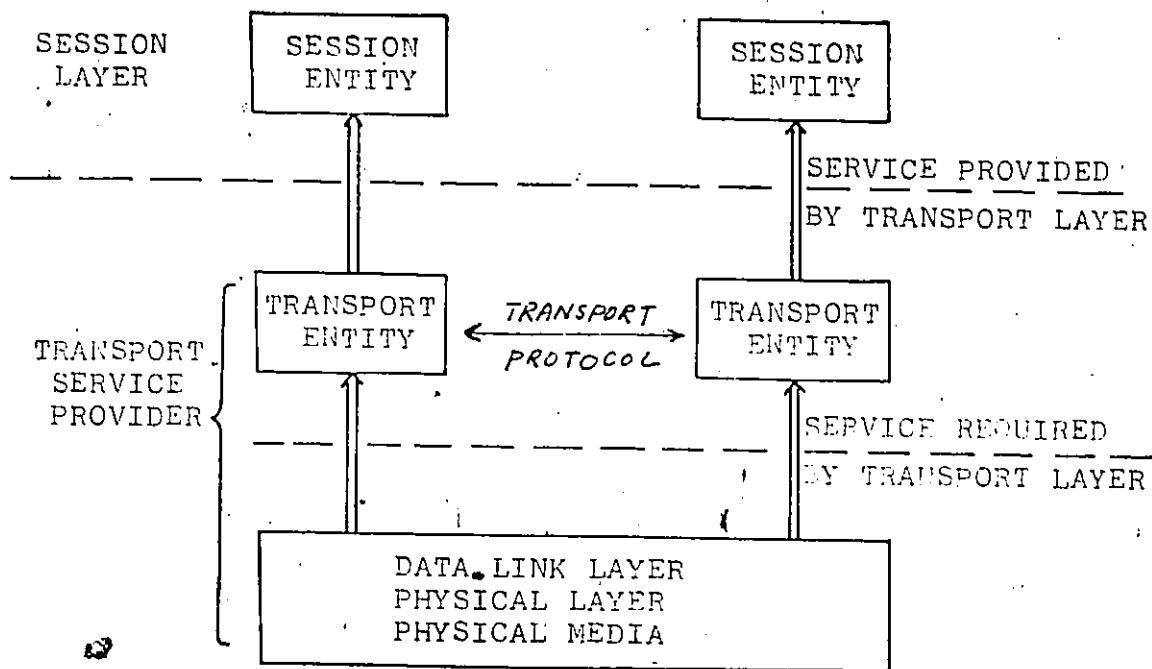 SESSION
LAYER
SESSION
ENTITY
SESSION
ENTITY
SERVICE PROVIDED
BY TRANSPORT LAYER
TRANSPORT
SERVICE
PROVIDER
TRANSPORT
ENTITY
TRANSPORT
PROTOCOL
TRANSPORT
ENTITY
SERVICE REQUIRED
BY TRANSPORT LAYER
DATA LINK LAYER
PHYSICAL LAYER
PHYSICAL MEDIA